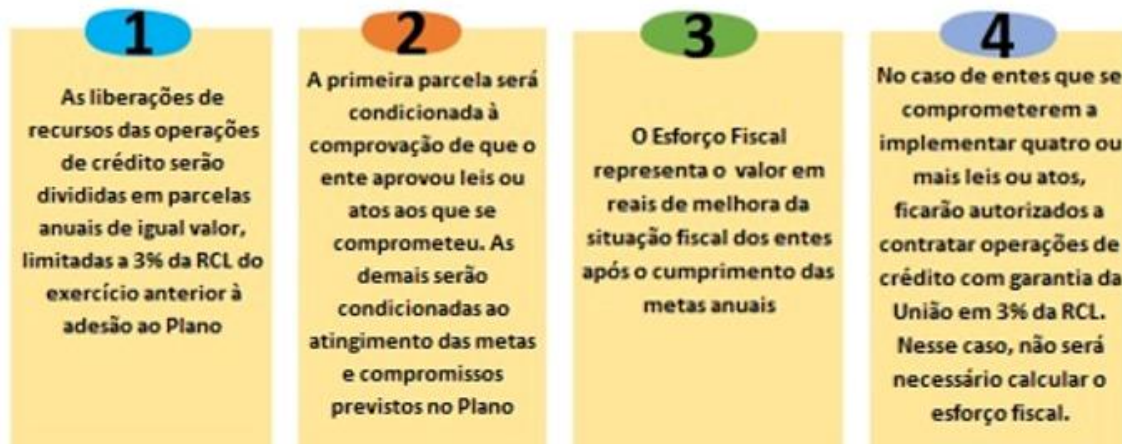 1
As liberações de
recursos das operações
de crédito serão
divididas em parcelas
anuais de igual valor,
limitadas a 3% da RCL do
exercício anterior à
adesão ao Plano
2
A primeira parcela será
condicionada à
comprovação de que o
ente aprovou leis ou
atos aos que se
comprometeu. As
demais serão
condicionadas ao
atingimento das metas
e compromissos
previstos no Plano
3
O Esforço Fiscal
representa o valor em
reais de melhora da
situação fiscal dos entes
após o cumprimento das
metas anuais
4
No caso de entes que se
comprometerem a
implementar quatro ou
mais leis ou atos,
ficarão autorizados a
contratar operações de
crédito com garantia da
União em 3% da RCL.
Nesse caso, não será
necessário calcular o
esforço fiscal.